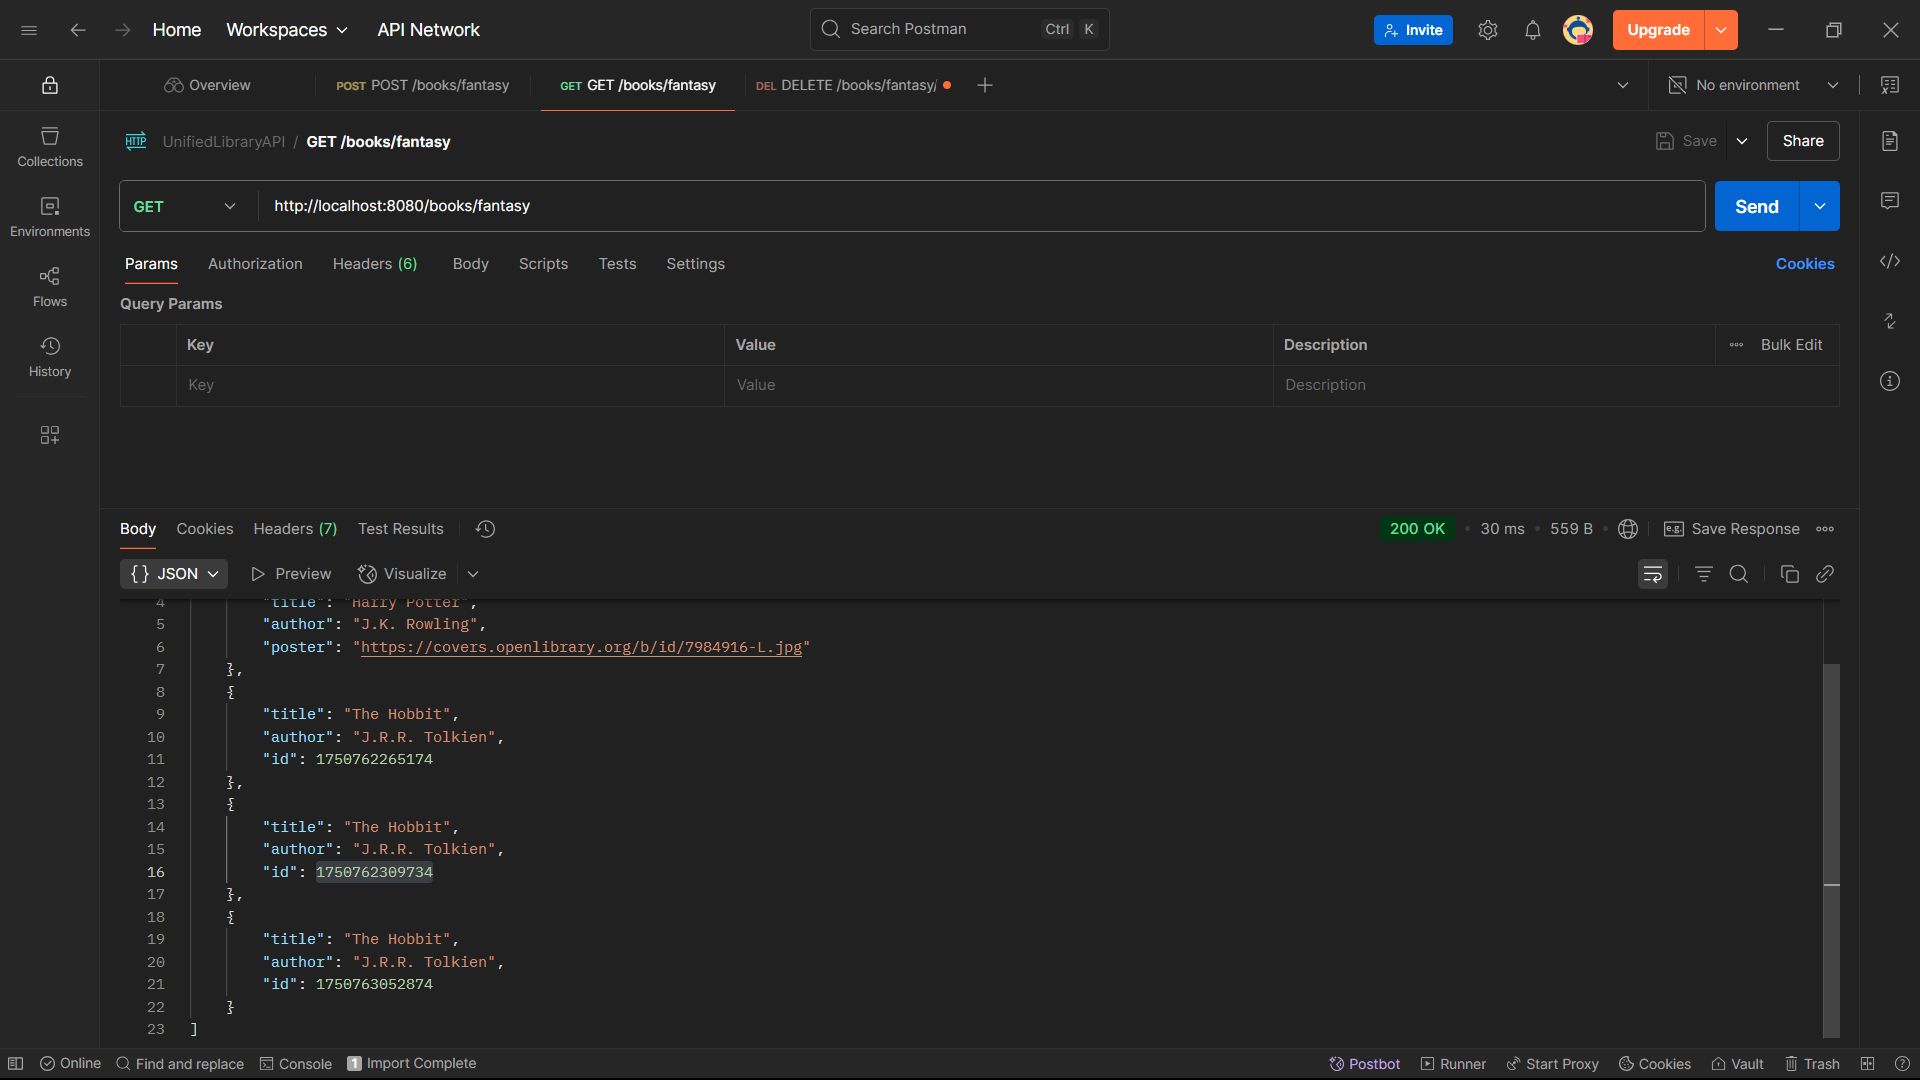 Home
Workspaces
API Network
Search Postman
Ctrl K
Invite
Upgrade
Overview
POST POST /books/fantasy
GET GET /books/fantasy
DEL DELETE /books/fantasy/
No environment
Collections
Environments
Flows
History
HTTP UnifiedLibraryAPI / GET /books/fantasy
Save
Share
GET
http://localhost:8080/books/fantasy
Send
Params
Authorization
Headers (6)
Body
Scripts
Tests
Settings
Cookies
Query Params
Key Value Description Bulk Edit
Key Value Description
Body
Cookies
Headers (7)
Test Results
200 OK • 30 ms • 559 B
e.g. Save Response
{} JSON
Preview
Visualize
4 "title": "Harry Potter",
5 "author": "J.K. Rowling",
6 "poster": "https://covers.openlibrary.org/b/id/7984916-L.jpg"
7 },
8 {
9 "title": "The Hobbit",
10 "author": "J.R.R. Tolkien",
11 "id": 1750762265174
12 },
13 {
14 "title": "The Hobbit",
15 "author": "J.R.R. Tolkien",
16 "id": 1750762309734
17 },
18 {
19 "title": "The Hobbit",
20 "author": "J.R.R. Tolkien",
21 "id": 1750763052874
22 }
23 ]
Online
Find and replace
Console
1 Import Complete
Postbot
Runner
Start Proxy
Cookies
Vault
Trash